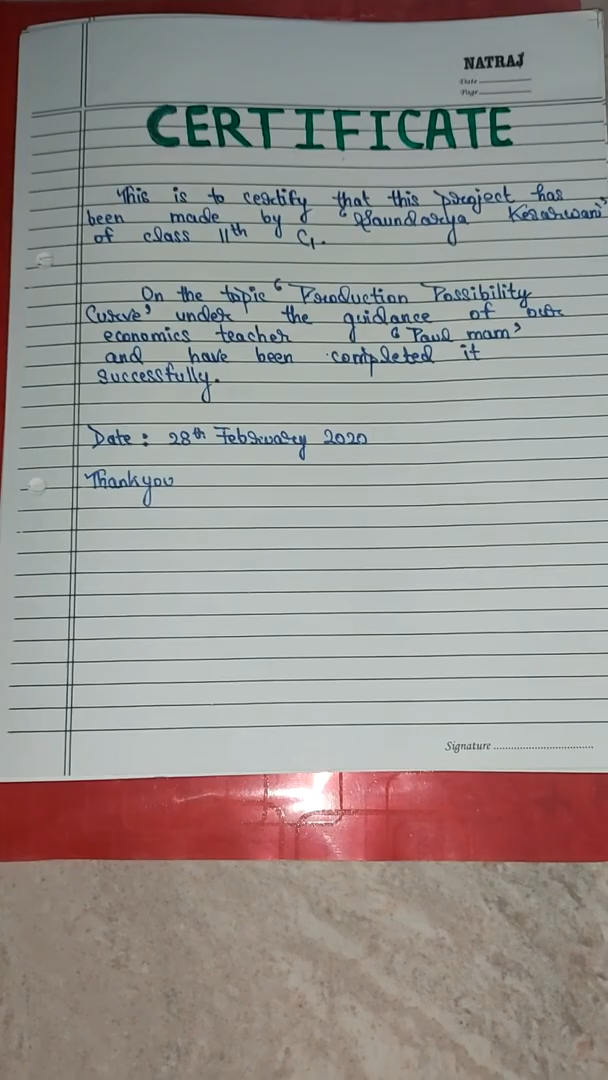 NATRAJ
Date
Page
CERTIFICATE
This is to certify that this project has
been made by "Saundarya Kesarwani"
of class 11th C1.
On the topic "Production Possibility
Curve" under the guidance of our
economics teacher "Paul mam"
and have been completed it
successfully.
Date : 28th February 2020
Thankyou
Signature